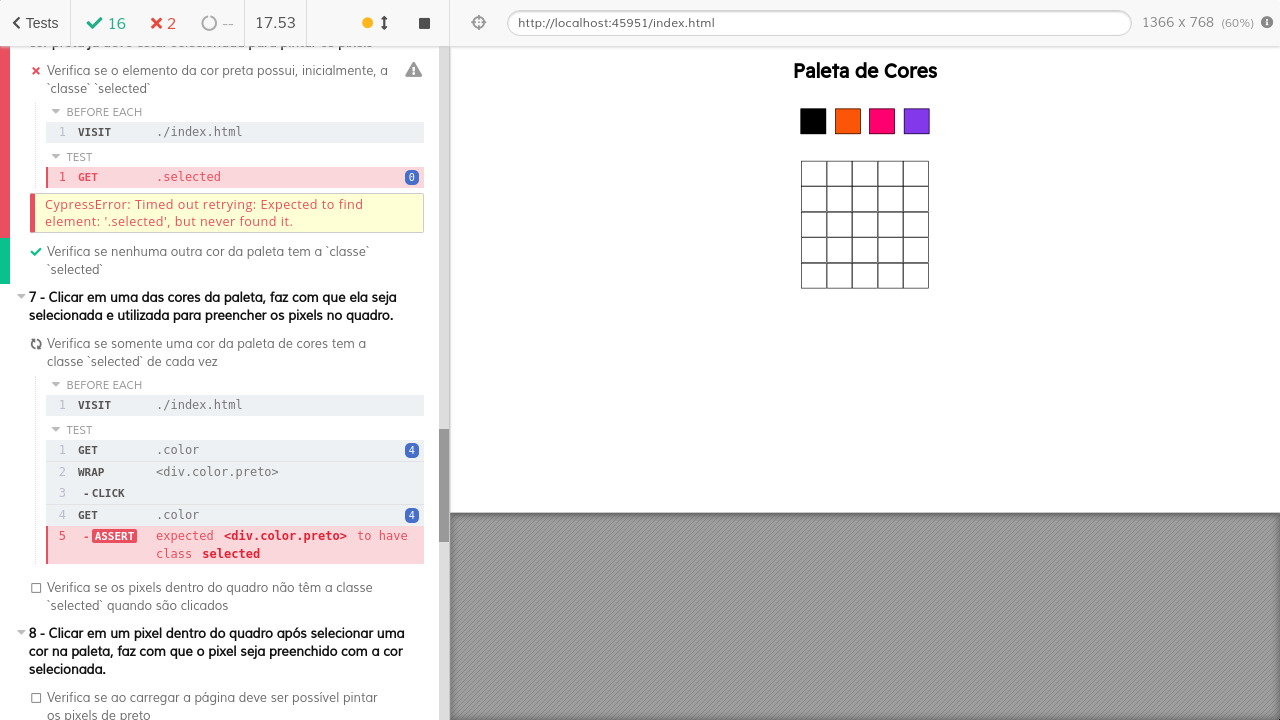 Tests
16
2
--
17.53
http://localhost:45951/index.html
1366 x 768 (60%)
Verifica se o elemento da cor preta possui, inicialmente, a
`classe` `selected`
BEFORE EACH
1 VISIT ./index.html
TEST
1 GET .selected 0
CypressError: Timed out retrying: Expected to find
element: '.selected', but never found it.
Verifica se nenhuma outra cor da paleta tem a `classe`
`selected`
7 - Clicar em uma das cores da paleta, faz com que ela seja
selecionada e utilizada para preencher os pixels no quadro.
Verifica se somente uma cor da paleta de cores tem a
classe `selected` de cada vez
BEFORE EACH
1 VISIT ./index.html
TEST
1 GET .color 4
2 WRAP <div.color.preto>
3 -CLICK
4 GET .color 4
5 -ASSERT expected <div.color.preto> to have
class selected
Verifica se os pixels dentro do quadro não têm a classe
`selected` quando são clicados
8 - Clicar em um pixel dentro do quadro após selecionar uma
cor na paleta, faz com que o pixel seja preenchido com a cor
selecionada.
Verifica se ao carregar a página deve ser possível pintar
os pixels de preto
Paleta de Cores